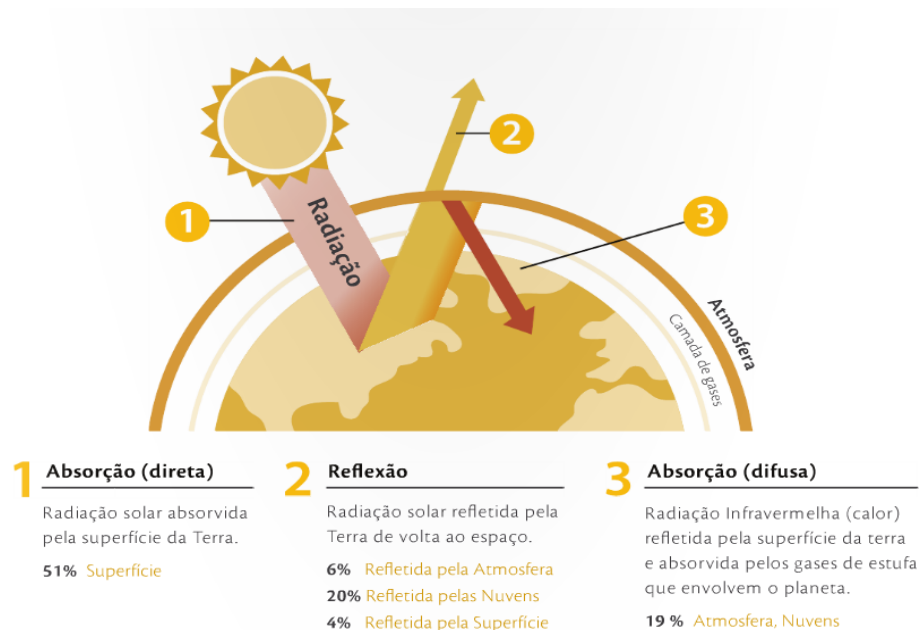 Radiação
1
2
3
Atmosfera
Camada de gases
1 Absorção (direta)
Radiação solar absorvida
pela superfície da Terra.
51% Superfície
2 Reflexão
Radiação solar refletida pela
Terra de volta ao espaço.
6% Refletida pela Atmosfera
20% Refletida pelas Nuvens
4% Refletida pela Superfície
3 Absorção (difusa)
Radiação Infravermelha (calor)
refletida pela superfície da terra
e absorvida pelos gases de estufa
que envolvem o planeta.
19 % Atmosfera, Nuvens